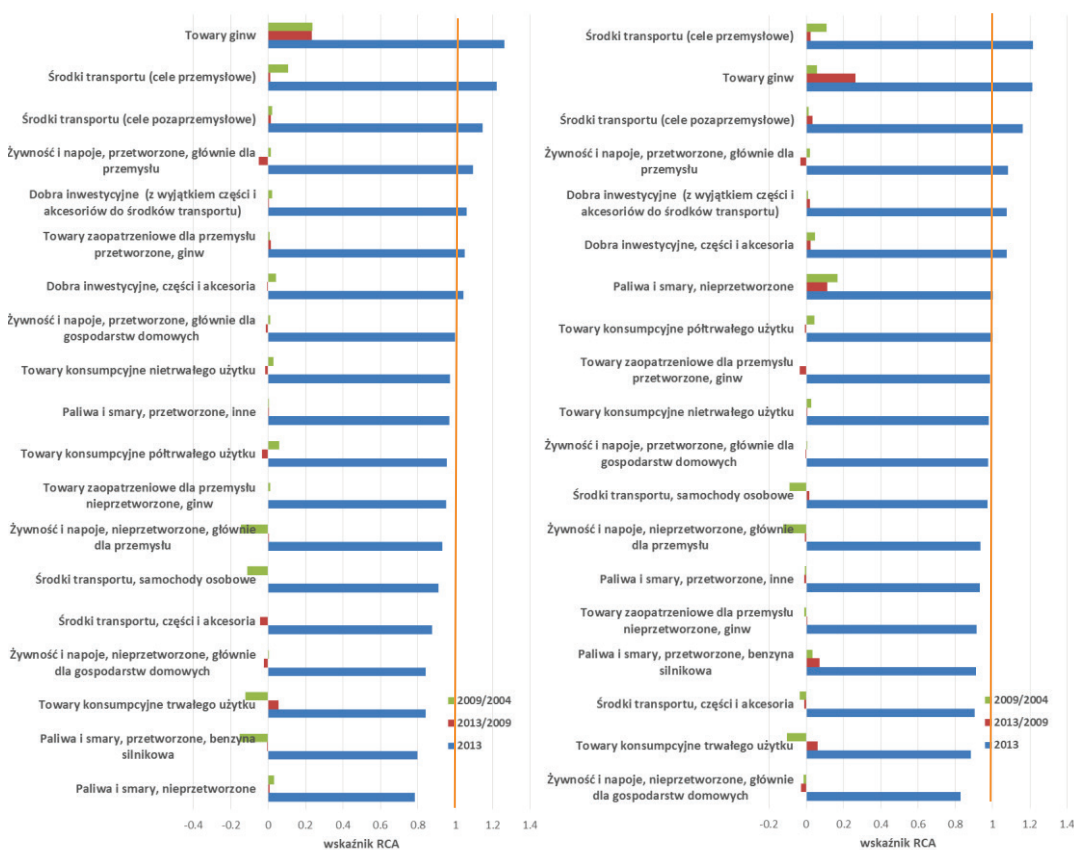 Towary ginw
Środki transportu (cele przemysłowe)
Środki transportu (cele pozaprzemysłowe)
Żywność i napoje, przetworzone, głównie dla
przemysłu
Dobra inwestycyjne (z wyjątkiem części i
akcesoriów do środków transportu)
Towary zaopatrzeniowe dla przemysłu
przetworzone, ginw
Dobra inwestycyjne, części i akcesoria
Żywność i napoje, przetworzone, głównie dla
gospodarstw domowych
Towary konsumpcyjne nietrwałego użytku
Paliwa i smary, przetworzone, inne
Towary konsumpcyjne półtrwałego użytku
Towary zaopatrzeniowe dla przemysłu
nieprzetworzone, ginw
Żywność i napoje, nieprzetworzone, głównie
dla przemysłu
Środki transportu, samochody osobowe
Środki transportu, części i akcesoria
Żywność i napoje, nieprzetworzone, głównie
dla gospodarstw domowych
Towary konsumpcyjne trwałego użytku
Paliwa i smary, przetworzone, benzyna
silnikowa
Paliwa i smary, nieprzetworzone
2009/2004
2013/2009
2013
-0.4 -0.2 0 0.2 0.4 0.6 0.8 1 1.2 1.4
wskaźnik RCA
Środki transportu (cele przemysłowe)
Towary ginw
Środki transportu (cele pozaprzemysłowe)
Żywność i napoje, przetworzone, głównie dla
przemysłu
Dobra inwestycyjne (z wyjątkiem części i
akcesoriów do środków transportu)
Dobra inwestycyjne, części i akcesoria
Paliwa i smary, nieprzetworzone
Towary konsumpcyjne półtrwałego użytku
Towary zaopatrzeniowe dla przemysłu
przetworzone, ginw
Towary konsumpcyjne nietrwałego użytku
Żywność i napoje, przetworzone, głównie dla
gospodarstw domowych
Środki transportu, samochody osobowe
Żywność i napoje, nieprzetworzone, głównie
dla przemysłu
Paliwa i smary, przetworzone, inne
Towary zaopatrzeniowe dla przemysłu
nieprzetworzone, ginw
Paliwa i smary, przetworzone, benzyna
silnikowa
Środki transportu, części i akcesoria
Towary konsumpcyjne trwałego użytku
Żywność i napoje, nieprzetworzone, głównie
dla gospodarstw domowych
2009/2004
2013/2009
2013
-0.2 0 0.2 0.4 0.6 0.8 1 1.2 1.4
wskaźnik RCA